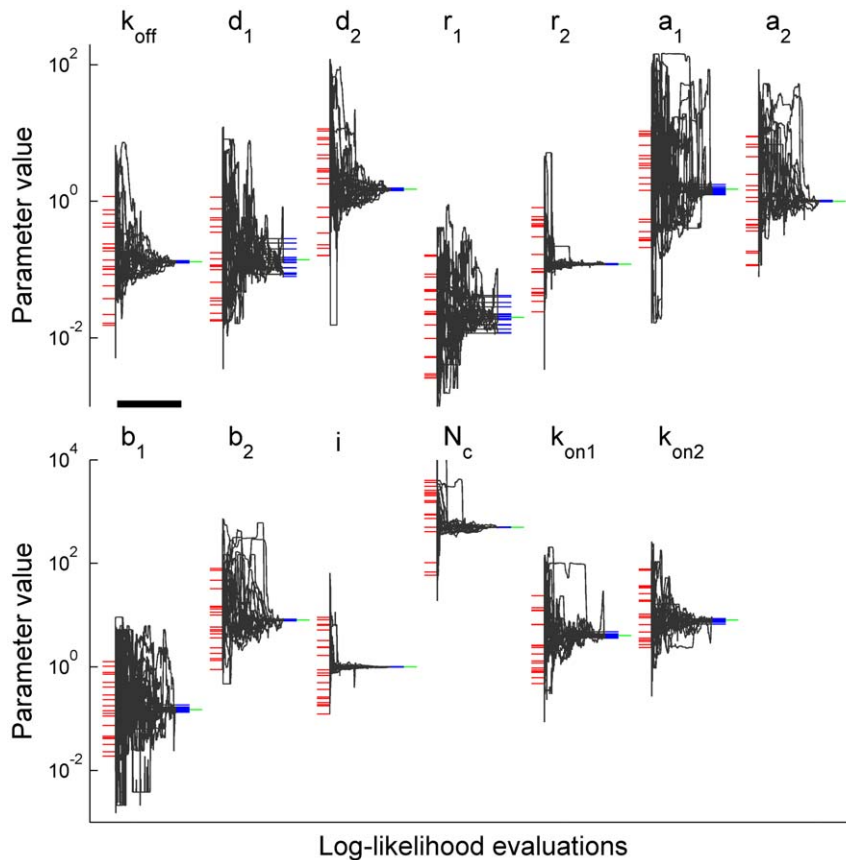 k_off d_1 d_2 r_1 r_2 a_1 a_2
Parameter value
10^2
10^0
10^-2
b_1 b_2 i N_c k_on1 k_on2
Parameter value
10^4
10^2
10^0
10^-2
Log-likelihood evaluations